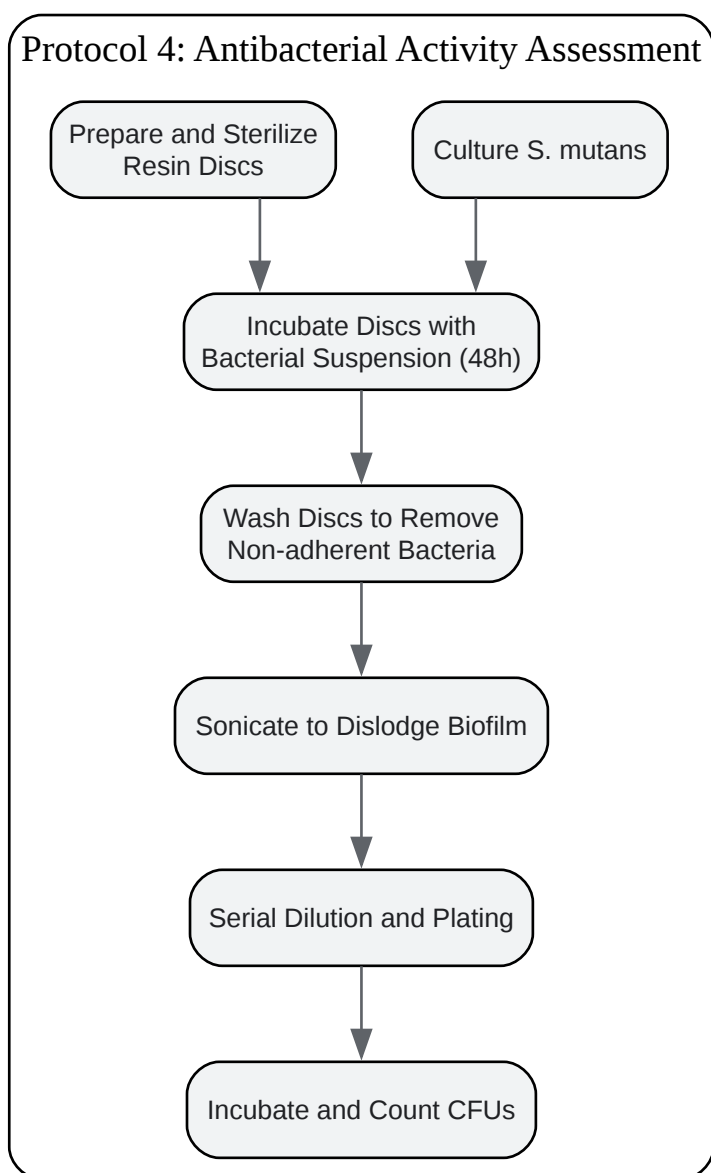 Protocol 4: Antibacterial Activity Assessment
Prepare and Sterilize
Resin Discs
Culture S. mutans
Incubate Discs with
Bacterial Suspension (48h)
Wash Discs to Remove
Non-adherent Bacteria
Sonicate to Dislodge Biofilm
Serial Dilution and Plating
Incubate and Count CFUs